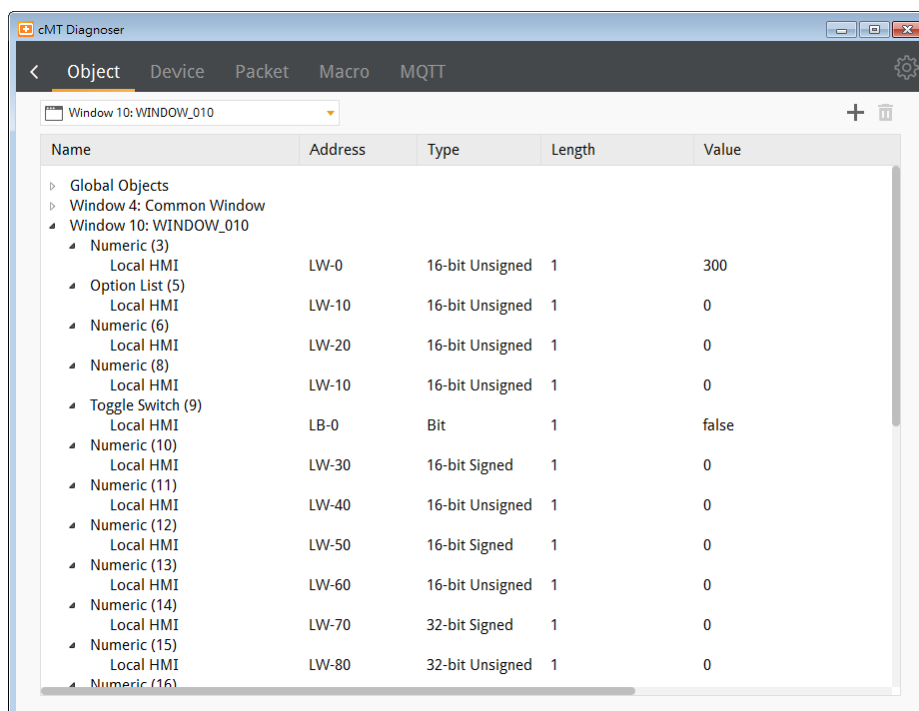 cMT Diagnoser
Object Device Packet Macro MQTT
Window 10: WINDOW_010
Name Address Type Length Value
Global Objects
Window 4: Common Window
Window 10: WINDOW_010
Numeric (3)
Local HMI LW-0 16-bit Unsigned 1 300
Option List (5)
Local HMI LW-10 16-bit Unsigned 1 0
Numeric (6)
Local HMI LW-20 16-bit Unsigned 1 0
Numeric (8)
Local HMI LW-10 16-bit Unsigned 1 0
Toggle Switch (9)
Local HMI LB-0 Bit 1 false
Numeric (10)
Local HMI LW-30 16-bit Signed 1 0
Numeric (11)
Local HMI LW-40 16-bit Unsigned 1 0
Numeric (12)
Local HMI LW-50 16-bit Signed 1 0
Numeric (13)
Local HMI LW-60 16-bit Unsigned 1 0
Numeric (14)
Local HMI LW-70 32-bit Signed 1 0
Numeric (15)
Local HMI LW-80 32-bit Unsigned 1 0
Numeric (16)